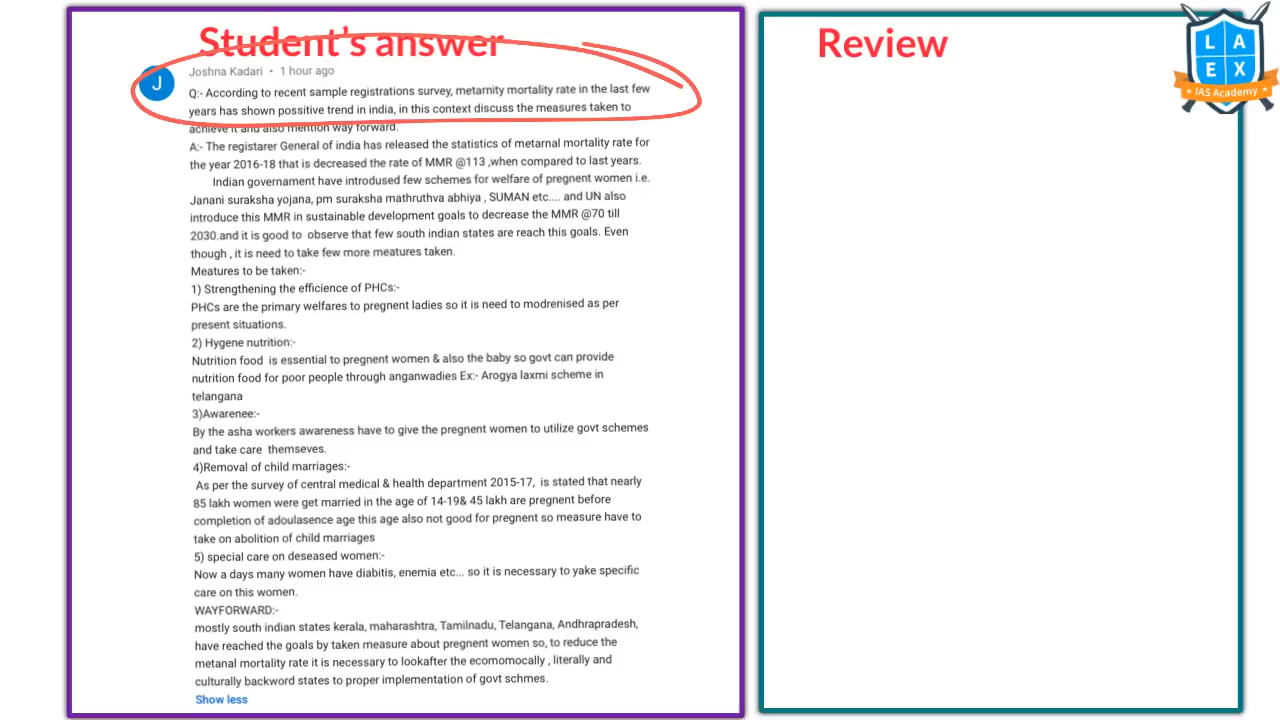 Student's answer
Joshna Kadari • 1 hour ago
J
Q:- According to recent sample registrations survey, metarnity mortality rate in the last few
years has shown possitive trend in india, in this context discuss the measures taken to
achieve it and also mention way forward.
A:- The registarer General of india has released the statistics of metarnal mortality rate for
the year 2016-18 that is decreased the rate of MMR @113 ,when compared to last years.
Indian governament have introdused few schemes for welfare of pregnent women i.e.
Janani suraksha yojana, pm suraksha mathruthva abhiya , SUMAN etc.... and UN also
introduce this MMR in sustainable development goals to decrease the MMR @70 till
2030.and it is good to observe that few south indian states are reach this goals. Even
though , it is need to take few more meatures taken.
Meatures to be taken:-
1) Strengthening the efficience of PHCs:-
PHCs are the primary welfares to pregnent ladies so it is need to modrenised as per
present situations.
2) Hygene nutrition:-
Nutrition food is essential to pregnent women & also the baby so govt can provide
nutrition food for poor people through anganwadies Ex:- Arogya laxmi scheme in
telangana
3)Awarenee:-
By the asha workers awareness have to give the pregnent women to utilize govt schemes
and take care themseves.
4)Removal of child marriages:-
As per the survey of central medical & health department 2015-17, is stated that nearly
85 lakh women were get married in the age of 14-19& 45 lakh are pregnent before
completion of adoulasence age this age also not good for pregnent so measure have to
take on abolition of child marriages
5) special care on deseased women:-
Now a days many women have diabitis, enemia etc... so it is necessary to yake specific
care on this women.
WAYFORWARD:-
mostly south indian states kerala, maharashtra, Tamilnadu, Telangana, Andhrapradesh,
have reached the goals by taken measure about pregnent women so, to reduce the
metanal mortality rate it is necessary to lookafter the ecomomocally , literally and
culturally backword states to proper implementation of govt schmes.
Show less
Review
L A
E X
IAS Academy